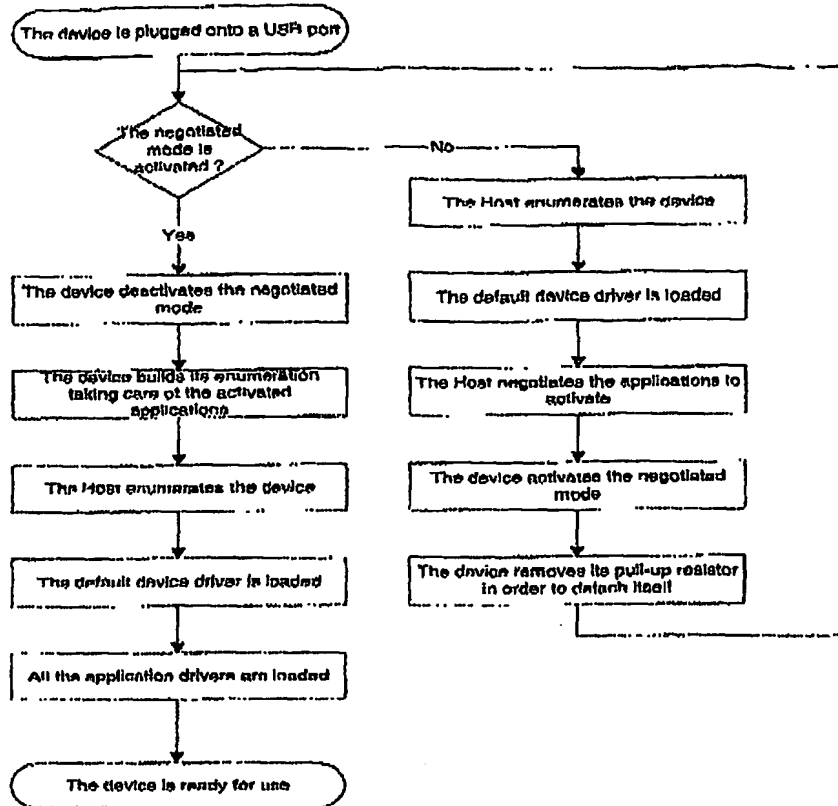 The device is plugged onto a USB port
The negotiated
mode is
activated ?
No
Yes
The Host enumerates the device
The device deactivates the negotiated
mode
The default device driver is loaded
The device builds its enumeration
taking care of the activated
applications
The Host negotiates the applications to
activate
The Host enumerates the device
The device activates the negotiated
mode
The default device driver is loaded
The device removes its pull-up resistor
in order to detach itself
All the application drivers are loaded
The device is ready for use